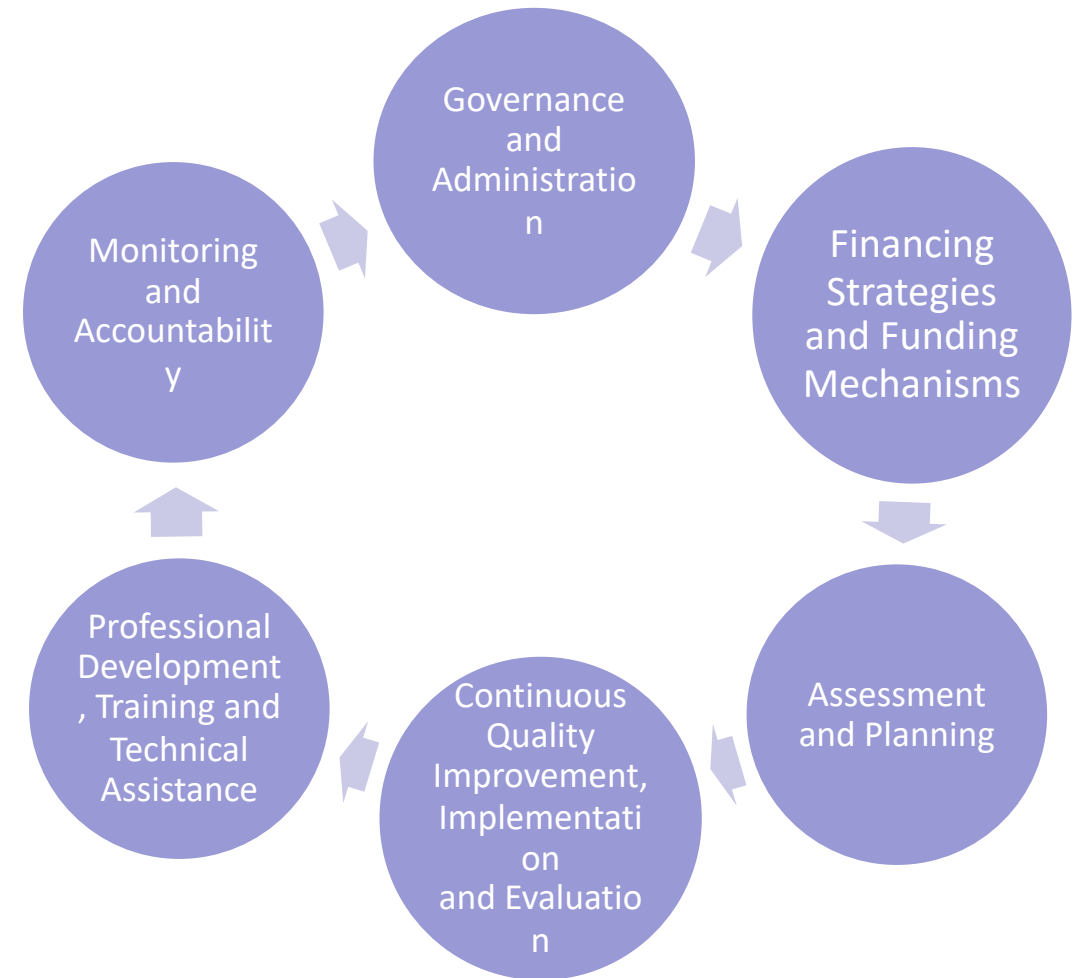 Governance
and
Administratio
n
Financing
Strategies
and Funding
Mechanisms
Assessment
and Planning
Continuous
Quality
Improvement,
Implementati
on
and Evaluatio
n
Professional
Development
, Training and
Technical
Assistance
Monitoring
and
Accountabilit
y